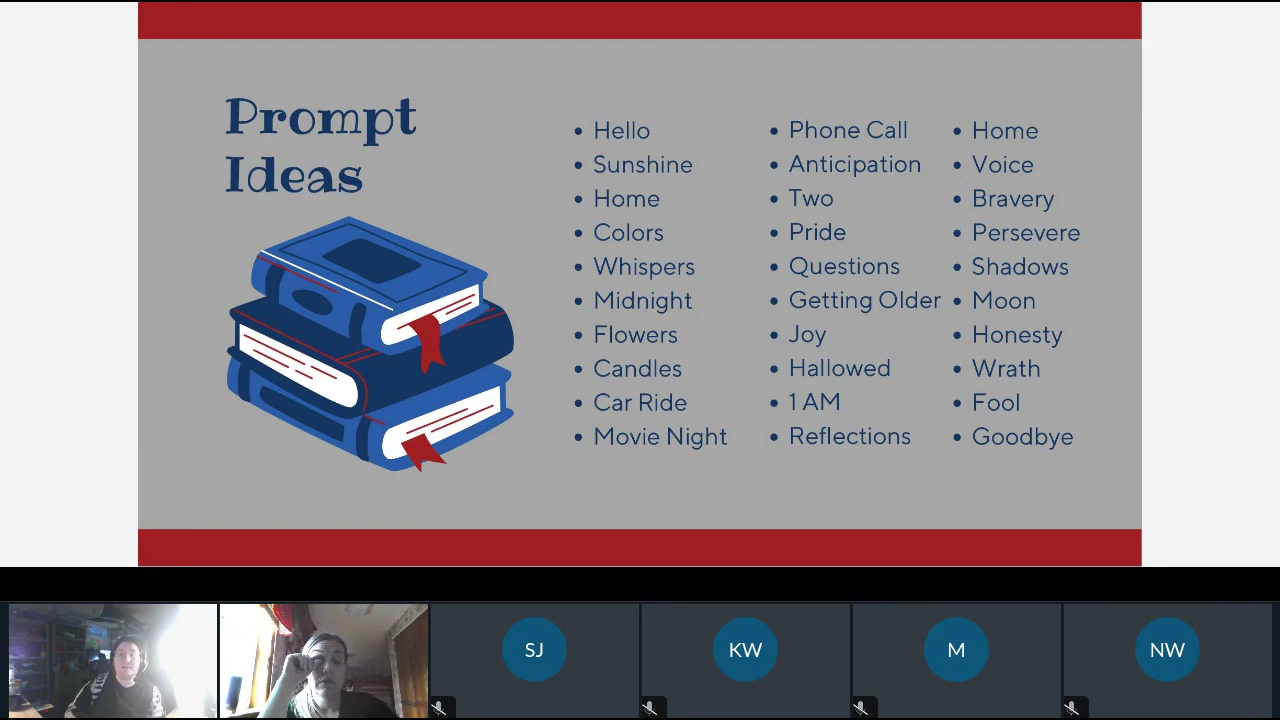 Prompt
Ideas
Hello
Sunshine
Home
Colors
Whispers
Midnight
Flowers
Candles
Car Ride
Movie Night
Phone Call
Anticipation
Two
Pride
Questions
Getting Older
Joy
Hallowed
1 AM
Reflections
Home
Voice
Bravery
Persevere
Shadows
Moon
Honesty
Wrath
Fool
Goodbye
SJ
KW
M
NW